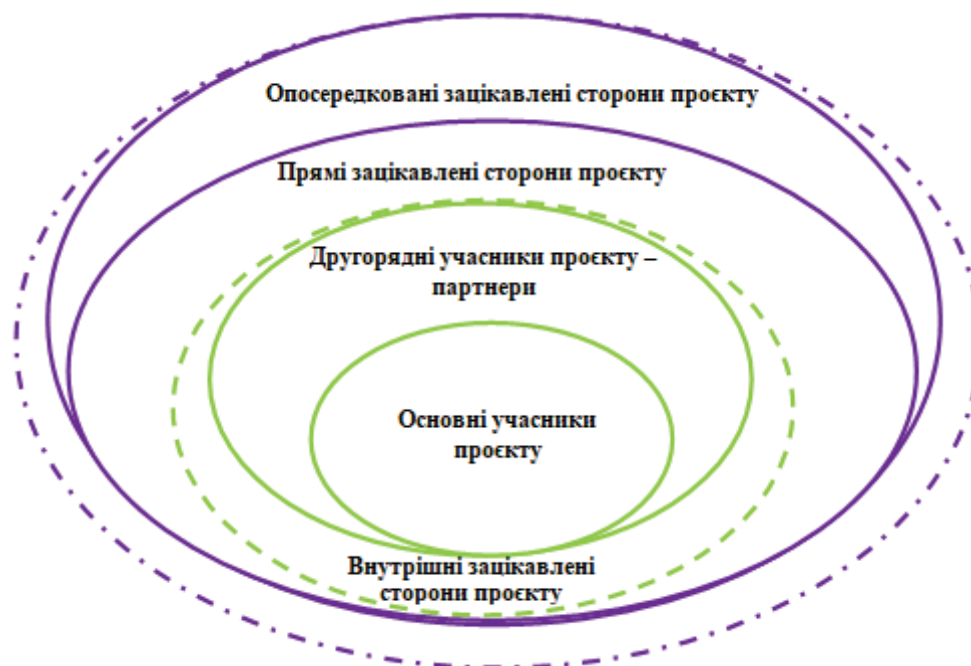 Опосередковані зацікавлені сторони проєкту
Прямі зацікавлені сторони проєкту
Другорядні учасники проєкту –
партнери
Основні учасники
проєкту
Внутрішні зацікавлені
сторони проєкту